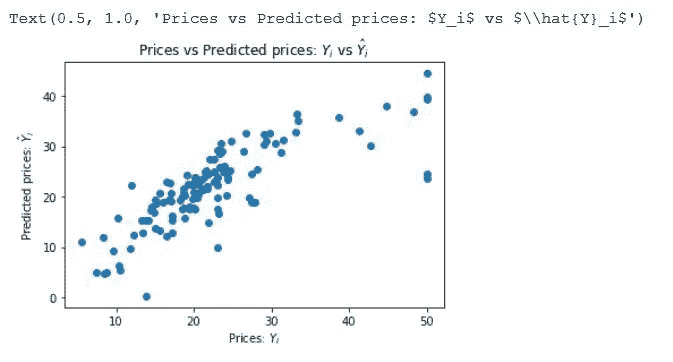 Text(0.5, 1.0, 'Prices vs Predicted prices: $Y_i$ vs $\\hat{Y}_i$')
Prices vs Predicted prices: Yᵢ vs Ŷᵢ
Predicted prices: Ŷᵢ
40
30
20
10
0
10 20 30 40 50
Prices: Yᵢ